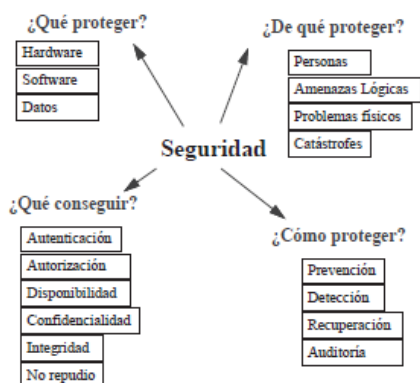 ¿Qué proteger?
Hardware
Software
Datos
¿De qué proteger?
Personas
Amenazas Lógicas
Problemas físicos
Catástrofes
Seguridad
¿Qué conseguir?
Autenticación
Autorización
Disponibilidad
Confidencialidad
Integridad
No repudio
¿Cómo proteger?
Prevención
Detección
Recuperación
Auditoría